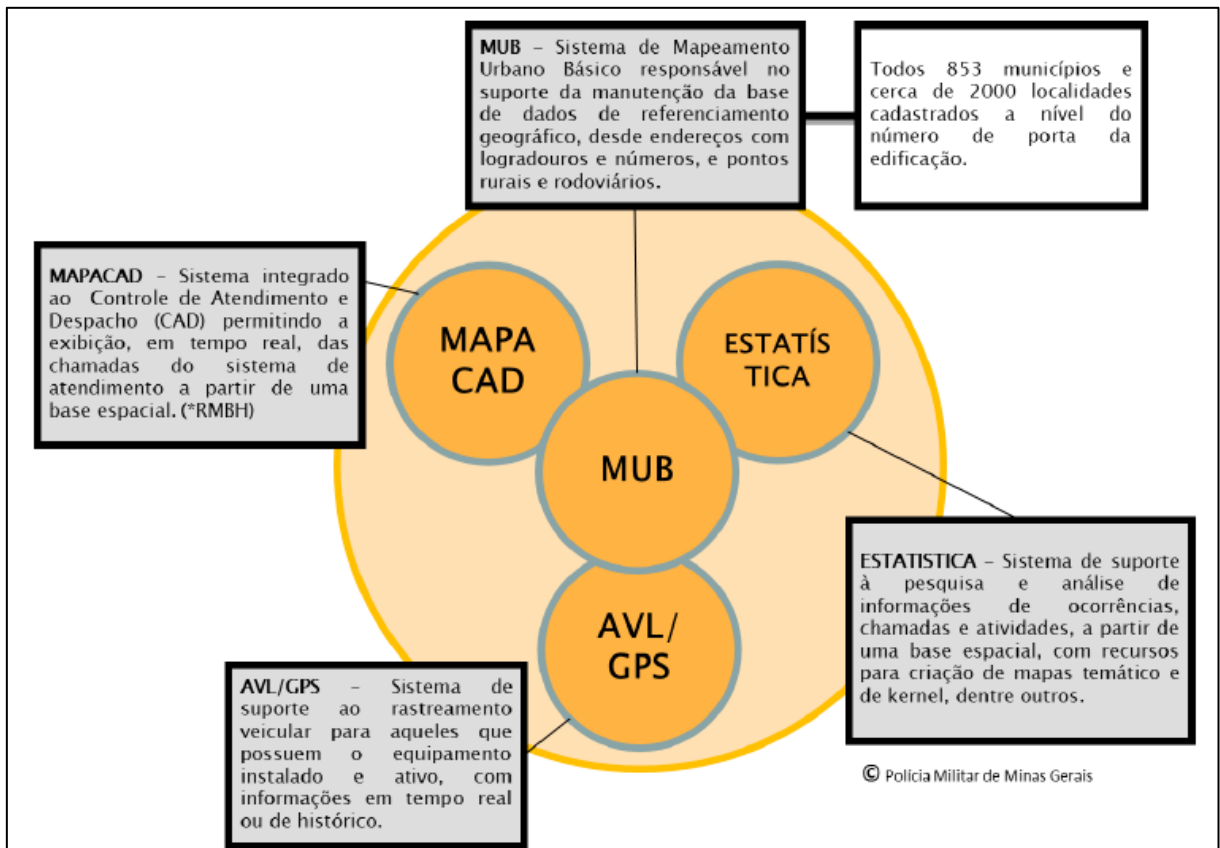 MUB – Sistema de Mapeamento
Urbano Básico responsável no
suporte da manutenção da base
de dados de referenciamento
geográfico, desde endereços com
logradouros e números, e pontos
rurais e rodoviários.
Todos 853 municípios e
cerca de 2000 localidades
cadastrados a nível do
número de porta da
edificação.
MAPACAD – Sistema integrado
ao Controle de Atendimento e
Despacho (CAD) permitindo a
exibição, em tempo real, das
chamadas do sistema de
atendimento a partir de uma
base espacial. (*RMBH)
MAPA
CAD
ESTATÍS
TICA
MUB
AVL/
GPS
ESTATISTICA – Sistema de suporte
à pesquisa e análise de
informações de ocorrências,
chamadas e atividades, a partir de
uma base espacial, com recursos
para criação de mapas temático e
de kernel, dentre outros.
AVL/GPS – Sistema de
suporte ao rastreamento
veicular para aqueles que
possuem o equipamento
instalado e ativo, com
informações em tempo real
ou de histórico.
© Polícia Militar de Minas Gerais